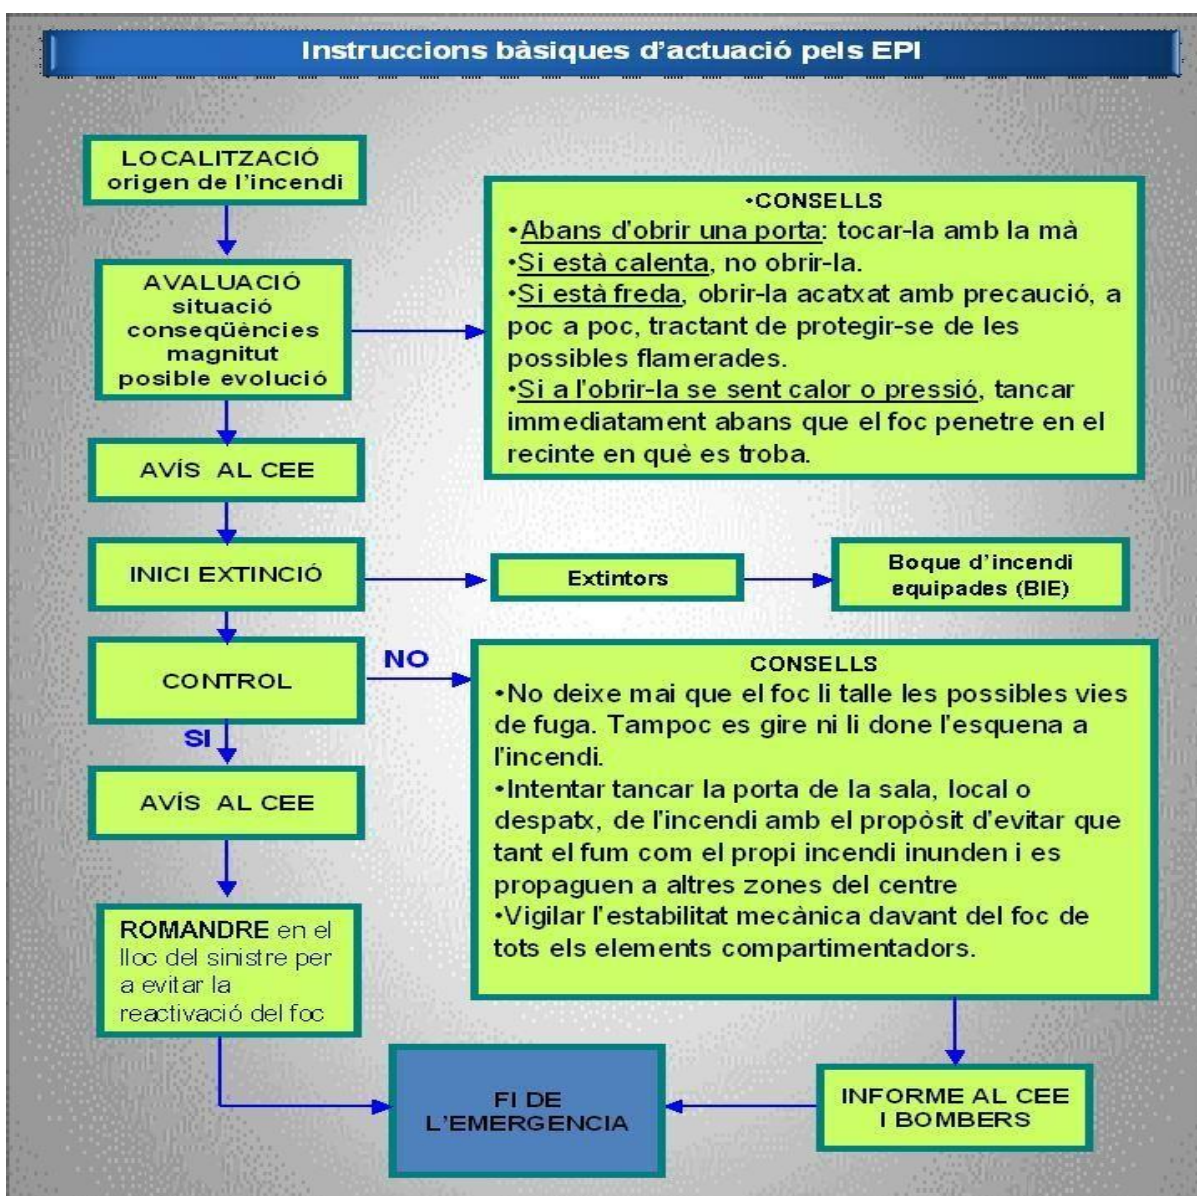 Instruccions bàsiques d'actuació pels EPI
LOCALITZACIÓ
origen de l'incendi
AVALUACIÓ
situació
conseqüències
magnitut
posible evolució
•CONSELLS
•Abans d'obrir una porta: tocar-la amb la mà
•Si està calenta, no obrir-la.
•Si està freda, obrir-la acatxat amb precaució, a
poc a poc, tractant de protegir-se de les
possibles flamerades.
•Si a l'obrir-la se sent calor o pressió, tancar
immediatament abans que el foc penetre en el
recinte en què es troba.
AVÍS AL CEE
INICI EXTINCIÓ
Extintors
Boque d'incendi
equipades (BIE)
CONTROL
NO
SI
CONSELLS
•No deixe mai que el foc li talle les possibles vies
de fuga. Tampoc es gire ni li done l'esquena a
l'incendi.
•Intentar tancar la porta de la sala, local o
despatx, de l'incendi amb el propòsit d'evitar que
tant el fum com el propi incendi inunden i es
propaguen a altres zones del centre
•Vigilar l'estabilitat mecànica davant del foc de
tots els elements compartimentadors.
AVÍS AL CEE
ROMANDRE en el
lloc del sinistre per
a evitar la
reactivació del foc
FI DE
L'EMERGENCIA
INFORME AL CEE
I BOMBERS